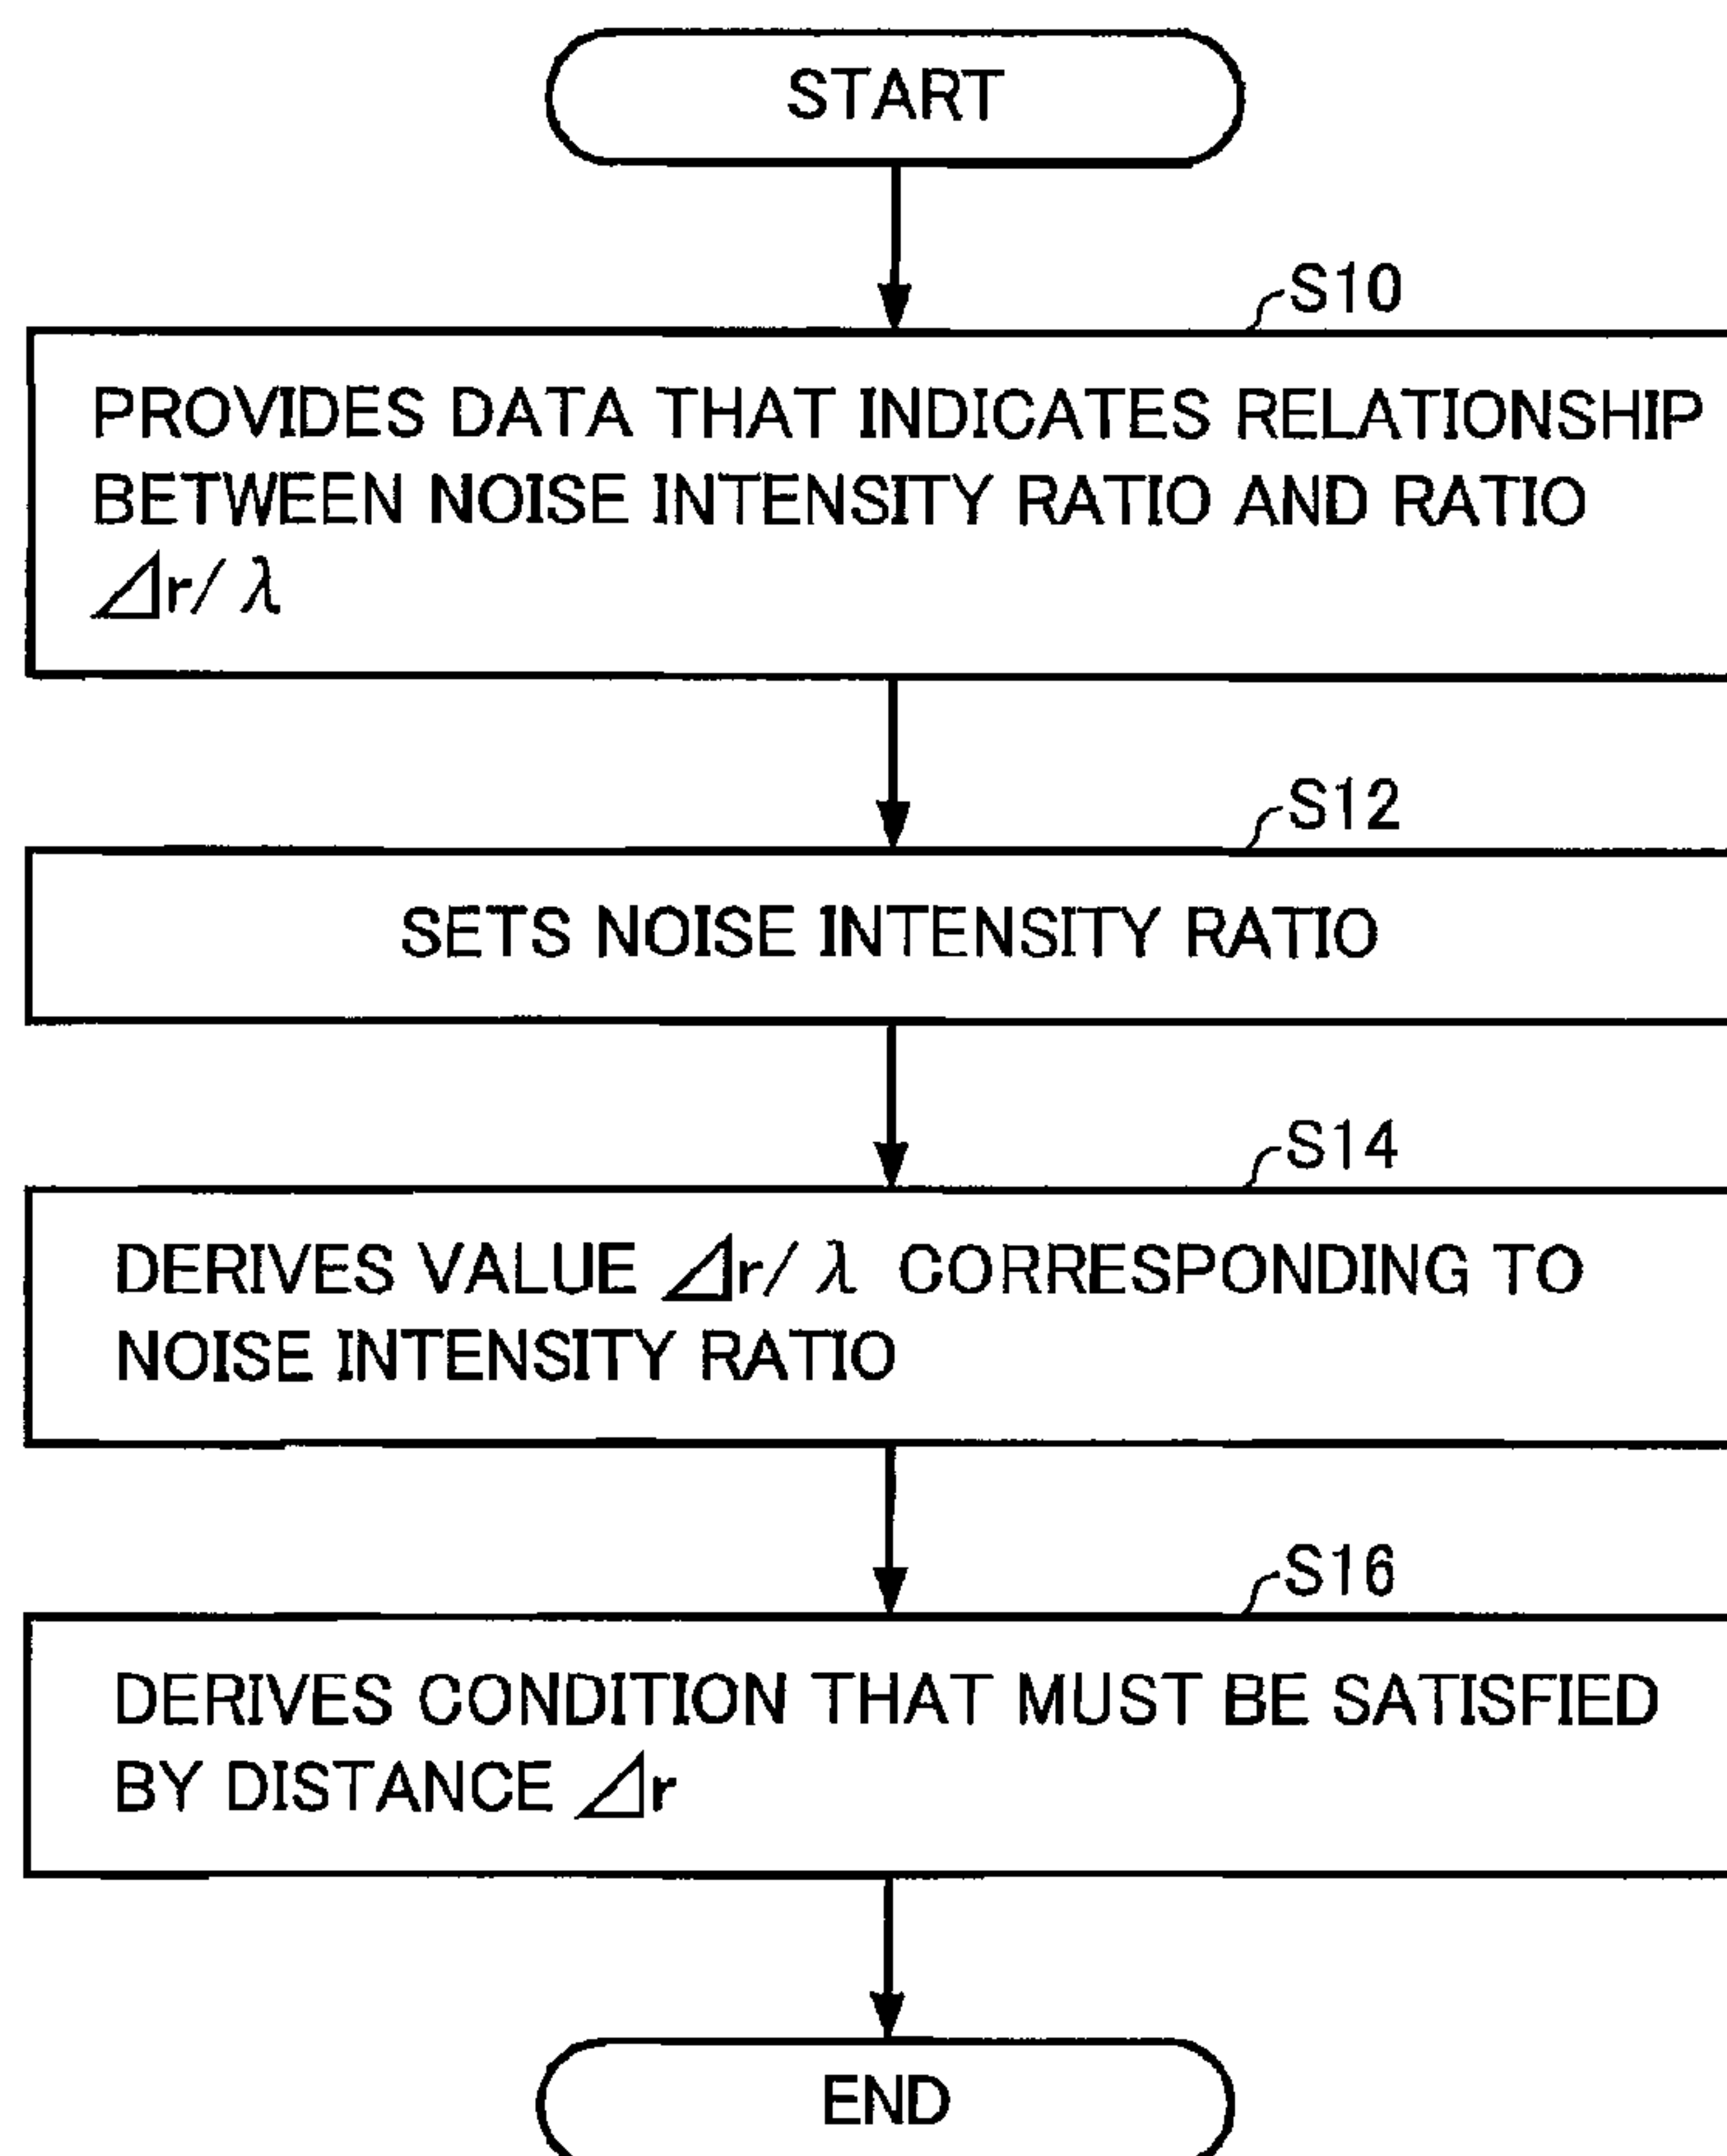 START
S10
PROVIDES DATA THAT INDICATES RELATIONSHIP
BETWEEN NOISE INTENSITY RATIO AND RATIO
⊿r/λ
S12
SETS NOISE INTENSITY RATIO
S14
DERIVES VALUE ⊿r/λ CORRESPONDING TO
NOISE INTENSITY RATIO
S16
DERIVES CONDITION THAT MUST BE SATISFIED
BY DISTANCE ⊿r
END